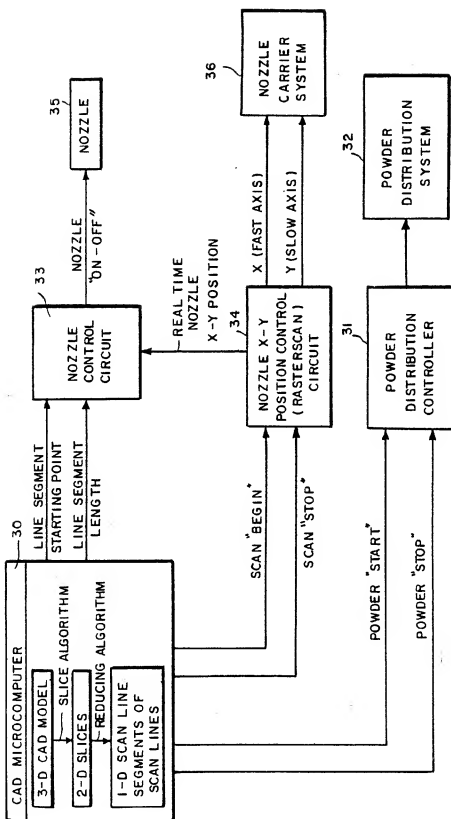 30
CAD MICROCOMPUTER
3-D CAD MODEL
SLICE ALGORITHM
2-D SLICES
REDUCING ALGORITHM
1-D SCAN LINE
SEGMENTS OF
SCAN LINES
LINE SEGMENT
STARTING POINT
LINE SEGMENT
LENGTH
33
NOZZLE
CONTROL
CIRCUIT
NOZZLE
"ON-OFF"
35
NOZZLE
REAL TIME
NOZZLE
X-Y POSITION
SCAN "BEGIN"
SCAN "STOP"
34
NOZZLE X-Y
POSITION CONTROL
(RASTERSCAN)
CIRCUIT
X (FAST AXIS)
Y (SLOW AXIS)
36
NOZZLE
CARRIER
SYSTEM
POWDER "START"
POWDER "STOP"
31
POWDER
DISTRIBUTION
CONTROLLER
32
POWDER
DISTRIBUTION
SYSTEM